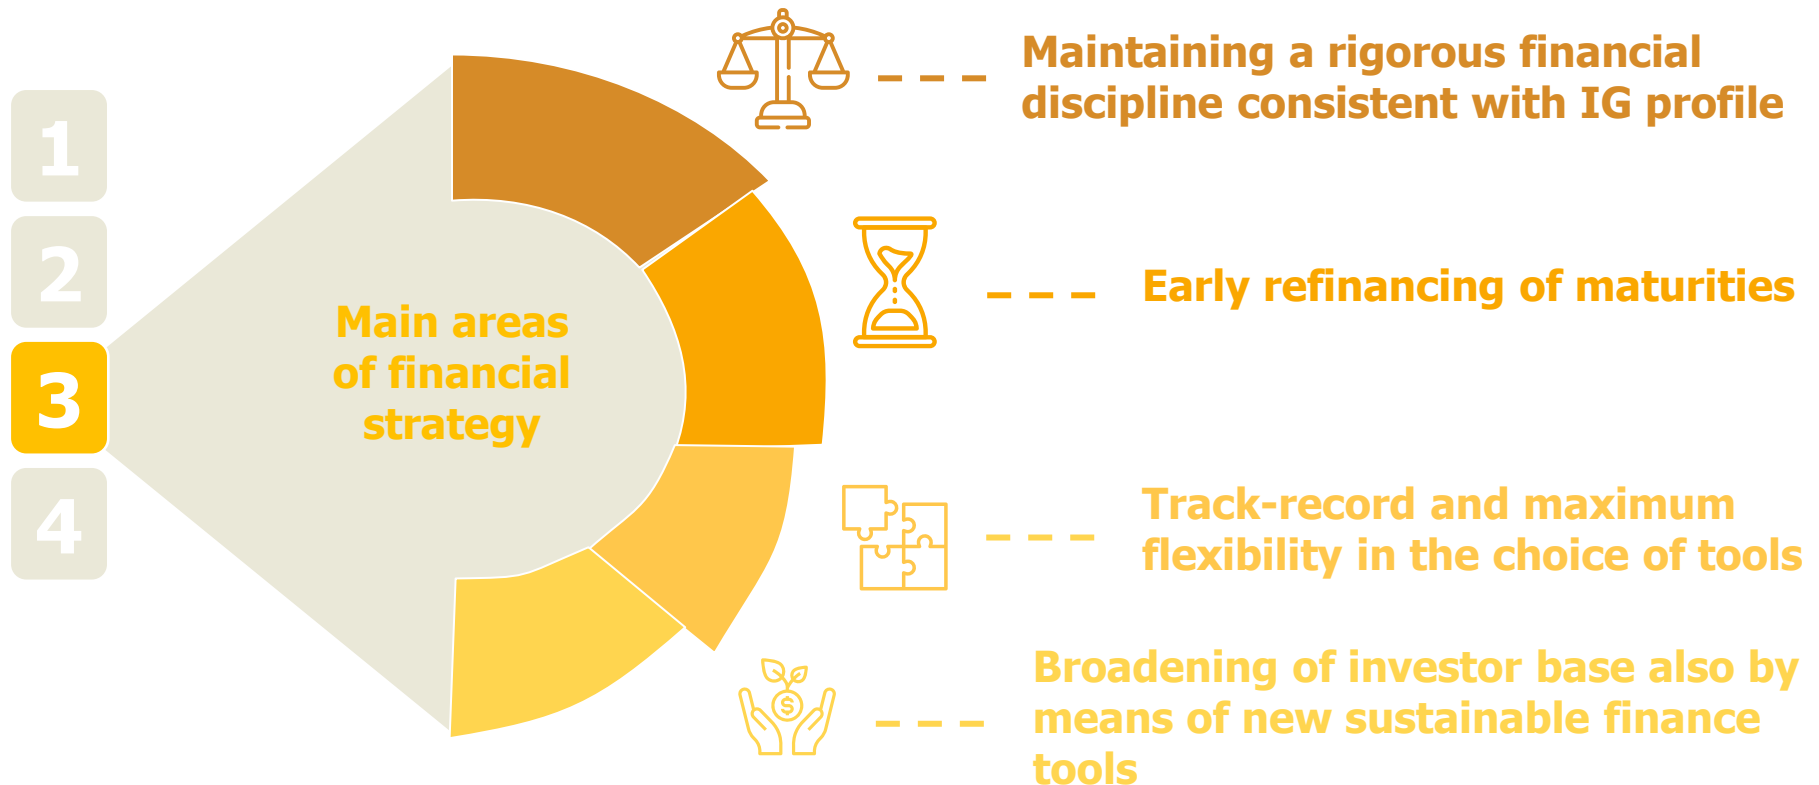 1
2
3
4
Main areas
of financial
strategy
Maintaining a rigorous financial
discipline consistent with IG profile
Early refinancing of maturities
Track-record and maximum
flexibility in the choice of tools
$
Broadening of investor base also by
means of new sustainable finance
tools